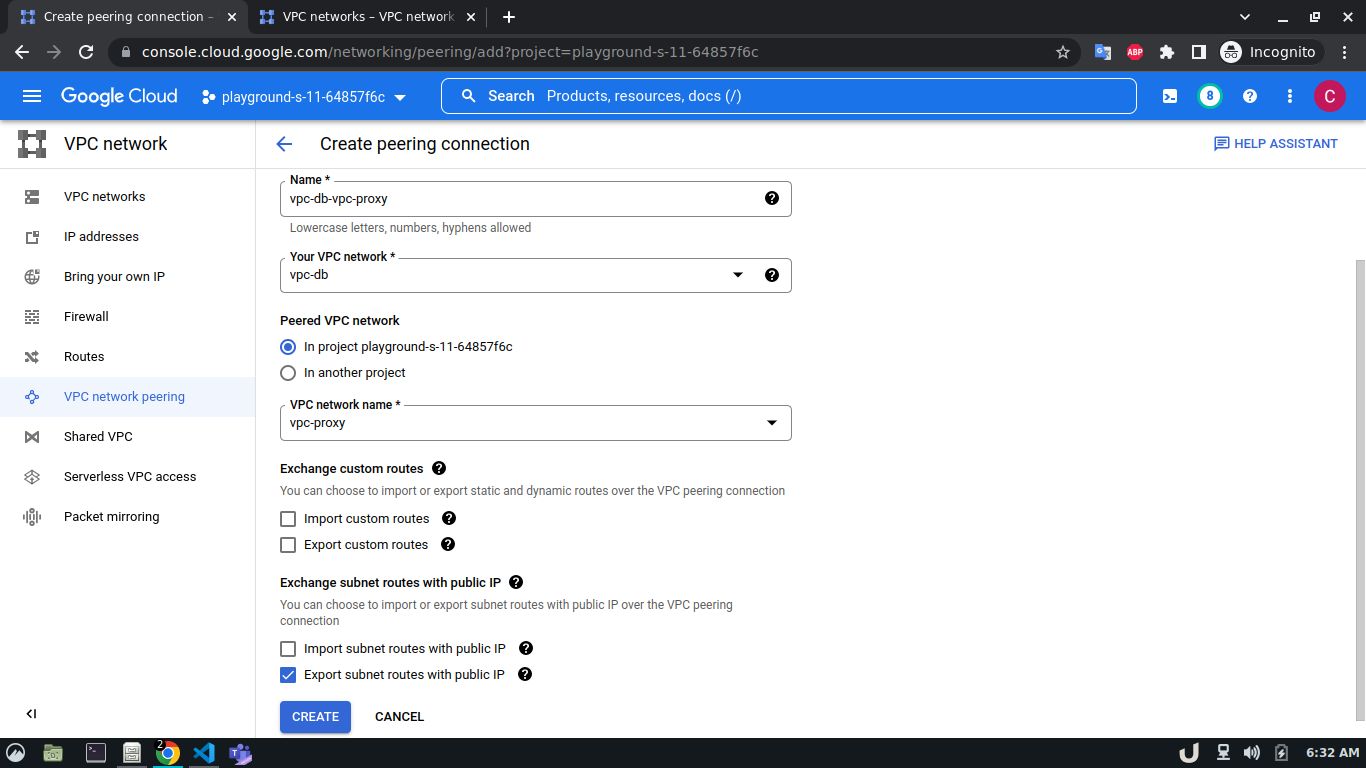 Create peering connection –
VPC networks – VPC network
console.cloud.google.com/networking/peering/add?project=playground-s-11-64857f6c
ABP
Incognito
Google Cloud
playground-s-11-64857f6c
Search Products, resources, docs (/)
8
C
VPC network
Create peering connection
HELP ASSISTANT
VPC networks
IP addresses
Bring your own IP
Firewall
Routes
VPC network peering
Shared VPC
Serverless VPC access
Packet mirroring
Name *
vpc-db-vpc-proxy
Lowercase letters, numbers, hyphens allowed
Your VPC network *
vpc-db
Peered VPC network
In project playground-s-11-64857f6c
In another project
VPC network name *
vpc-proxy
Exchange custom routes
You can choose to import or export static and dynamic routes over the VPC peering connection
Import custom routes
Export custom routes
Exchange subnet routes with public IP
You can choose to import or export subnet routes with public IP over the VPC peering
connection
Import subnet routes with public IP
Export subnet routes with public IP
CREATE
CANCEL
2
6:32 AM